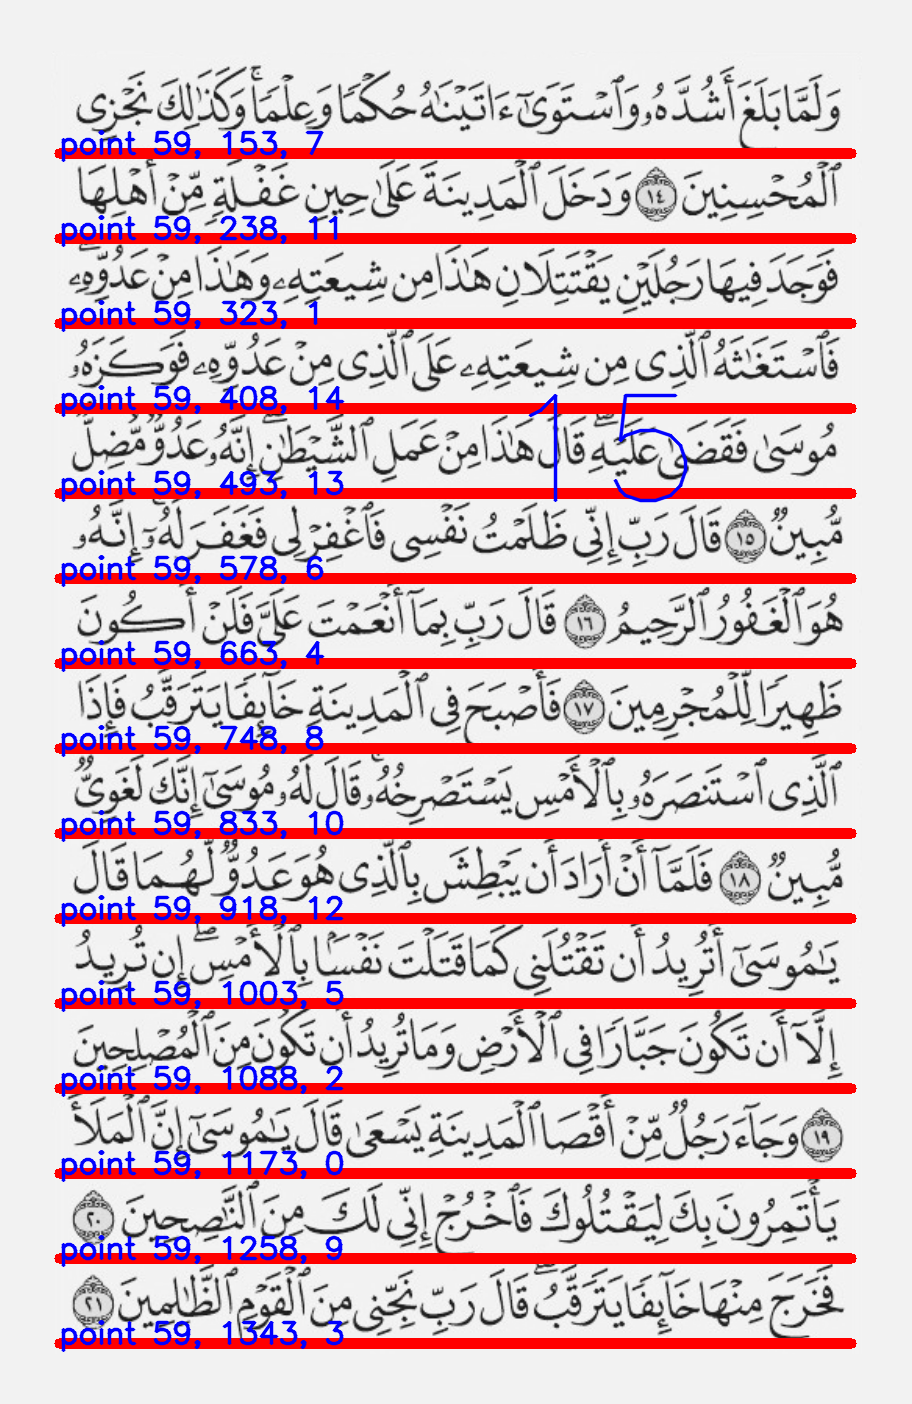 وَلَمَّا بَلَغَ أَشُدَّهُۥ وَٱسْتَوَىٰٓ ءَاتَيْنَٰهُ حُكْمًا وَعِلْمًا ۚ وَكَذَٰلِكَ نَجْزِى
point 59, 153, 7
ٱلْمُحْسِنِينَ ١٤ وَدَخَلَ ٱلْمَدِينَةَ عَلَىٰ حِينِ غَفْلَةٍ مِّنْ أَهْلِهَا
point 59, 238, 11
فَوَجَدَ فِيهَا رَجُلَيْنِ يَقْتَتِلَانِ هَٰذَا مِن شِيعَتِهِۦ وَهَٰذَا مِنْ عَدُوِّهِۦ ۖ
point 59, 323, 1
فَٱسْتَغَٰثَهُ ٱلَّذِى مِن شِيعَتِهِۦ عَلَى ٱلَّذِى مِنْ عَدُوِّهِۦ فَوَكَزَهُۥ
point 59, 408, 14
مُوسَىٰ فَقَضَىٰ عَلَيْهِ ۖ قَالَ هَٰذَا مِنْ عَمَلِ ٱلشَّيْطَٰنِ ۖ إِنَّهُۥ عَدُوٌّ مُّضِلٌّ
15
point 59, 493, 13
مُّبِينٌ ١٥ قَالَ رَبِّ إِنِّى ظَلَمْتُ نَفْسِى فَٱغْفِرْ لِى فَغَفَرَ لَهُۥٓ ۚ إِنَّهُۥ
point 59, 578, 6
هُوَ ٱلْغَفُورُ ٱلرَّحِيمُ ١٦ قَالَ رَبِّ بِمَآ أَنْعَمْتَ عَلَىَّ فَلَنْ أَكُونَ
point 59, 663, 4
ظَهِيرًا لِّلْمُجْرِمِينَ ١٧ فَأَصْبَحَ فِى ٱلْمَدِينَةِ خَآئِفًا يَتَرَقَّبُ فَإِذَا
point 59, 748, 8
ٱلَّذِى ٱسْتَنصَرَهُۥ بِٱلْأَمْسِ يَسْتَصْرِخُهُۥ ۚ قَالَ لَهُۥ مُوسَىٰٓ إِنَّكَ لَغَوِىٌّ
point 59, 833, 10
مُّبِينٌ ١٨ فَلَمَّآ أَنْ أَرَادَ أَن يَبْطِشَ بِٱلَّذِى هُوَ عَدُوٌّ لَّهُمَا قَالَ
point 59, 918, 12
يَٰمُوسَىٰٓ أَتُرِيدُ أَن تَقْتُلَنِى كَمَا قَتَلْتَ نَفْسًۢا بِٱلْأَمْسِ ۖ إِن تُرِيدُ
point 59, 1003, 5
إِلَّآ أَن تَكُونَ جَبَّارًا فِى ٱلْأَرْضِ وَمَا تُرِيدُ أَن تَكُونَ مِنَ ٱلْمُصْلِحِينَ
point 59, 1088, 2
١٩ وَجَآءَ رَجُلٌ مِّنْ أَقْصَا ٱلْمَدِينَةِ يَسْعَىٰ قَالَ يَٰمُوسَىٰٓ إِنَّ ٱلْمَلَأَ
point 59, 1173, 0
يَأْتَمِرُونَ بِكَ لِيَقْتُلُوكَ فَٱخْرُجْ إِنِّى لَكَ مِنَ ٱلنَّٰصِحِينَ ٢٠
point 59, 1258, 9
فَخَرَجَ مِنْهَا خَآئِفًا يَتَرَقَّبُ ۖ قَالَ رَبِّ نَجِّنِى مِنَ ٱلْقَوْمِ ٱلظَّٰلِمِينَ ٢١
point 59, 1343, 3